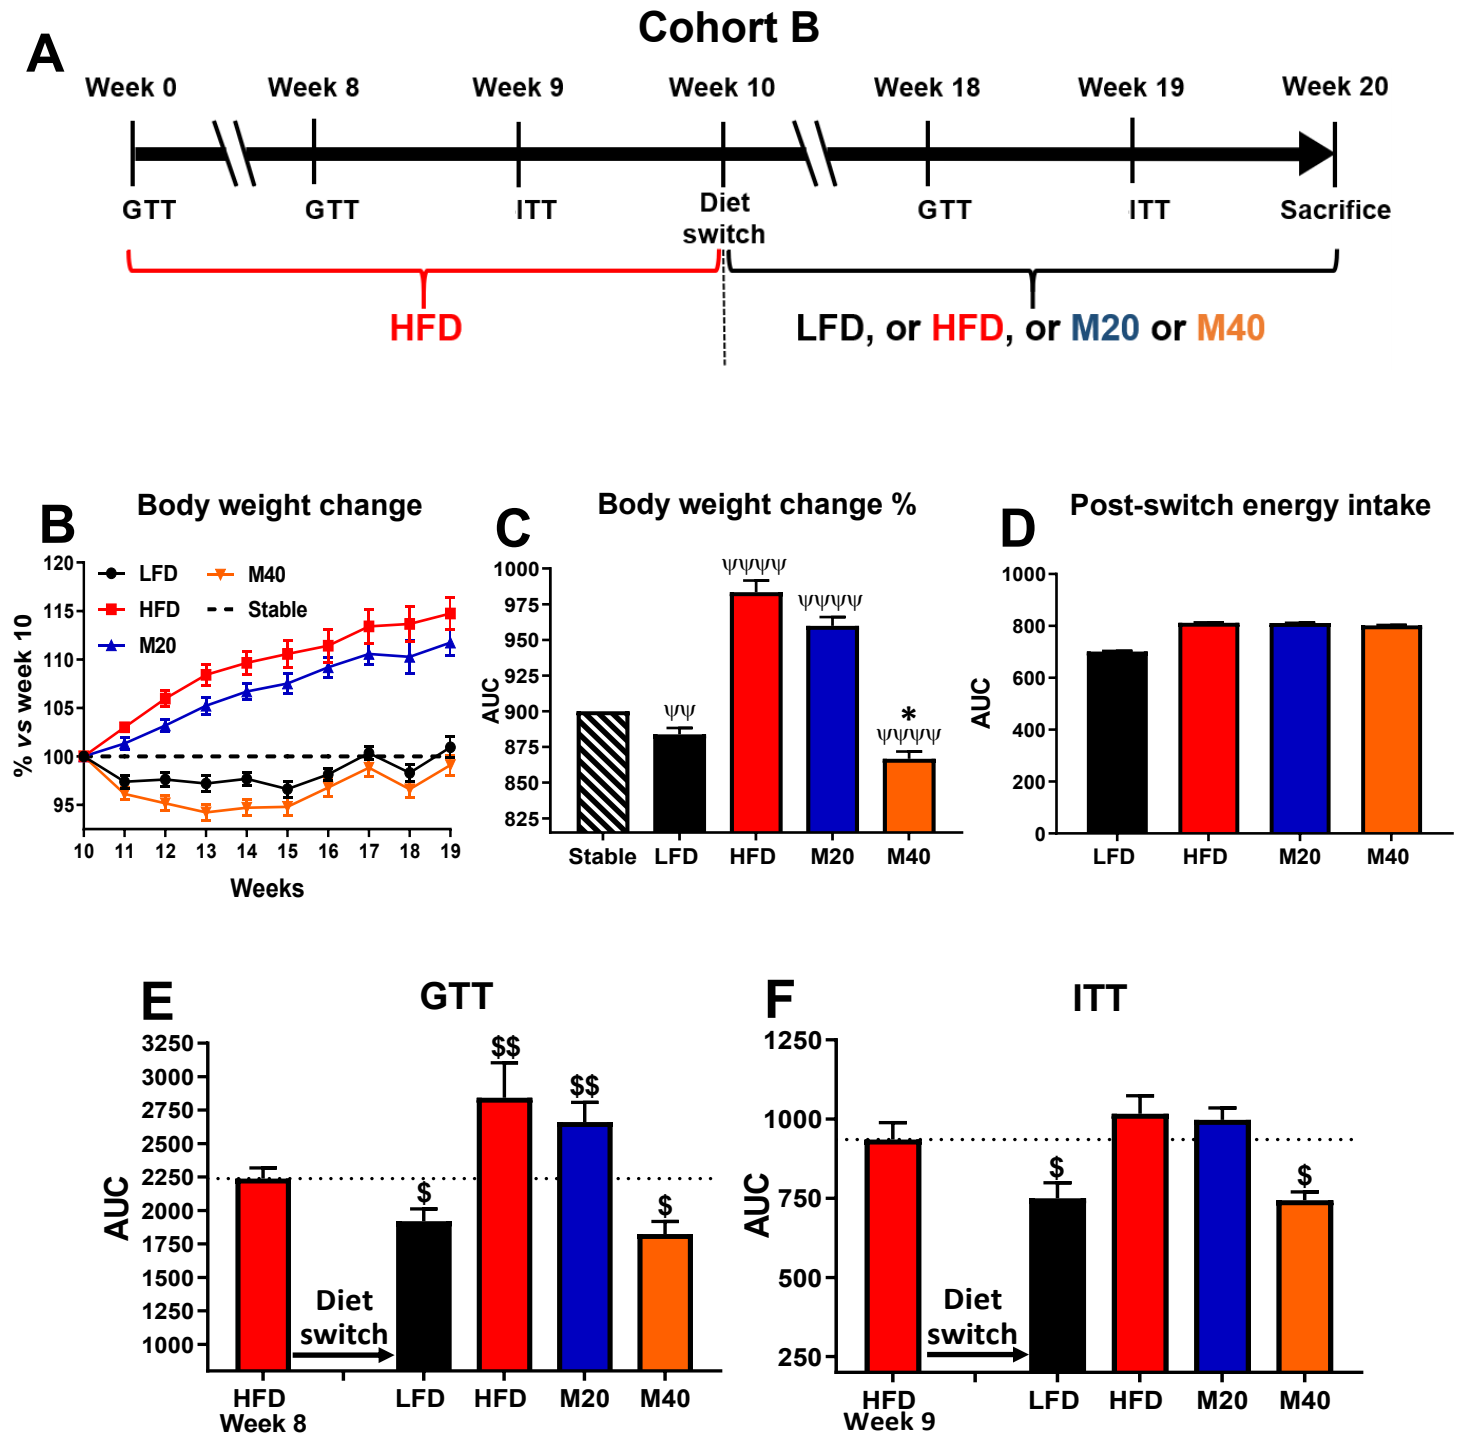 Cohort B
A
Week 0 Week 8 Week 9 Week 10 Week 18 Week 19 Week 20
GTT GTT ITT Diet switch GTT ITT Sacrifice
HFD
LFD, or HFD, or M20 or M40
B
Body weight change
% vs week 10
120
115
110
105
100
95
LFD
HFD
M20
M40
Stable
10 11 12 13 14 15 16 17 18 19
Weeks
C
Body weight change %
AUC
1000
975
950
925
900
875
850
825
ψψ
ψψψψ
ψψψψ
*
ψψψψ
Stable LFD HFD M20 M40
D
Post-switch energy intake
AUC
1000
800
600
400
200
0
LFD HFD M20 M40
E
GTT
AUC
3250
3000
2750
2500
2250
2000
1750
1500
1250
1000
$
$$
$$
$
Diet
switch
HFD LFD HFD M20 M40
Week 8
F
ITT
AUC
1250
1000
750
500
250
$
$
Diet
switch
HFD LFD HFD M20 M40
Week 9